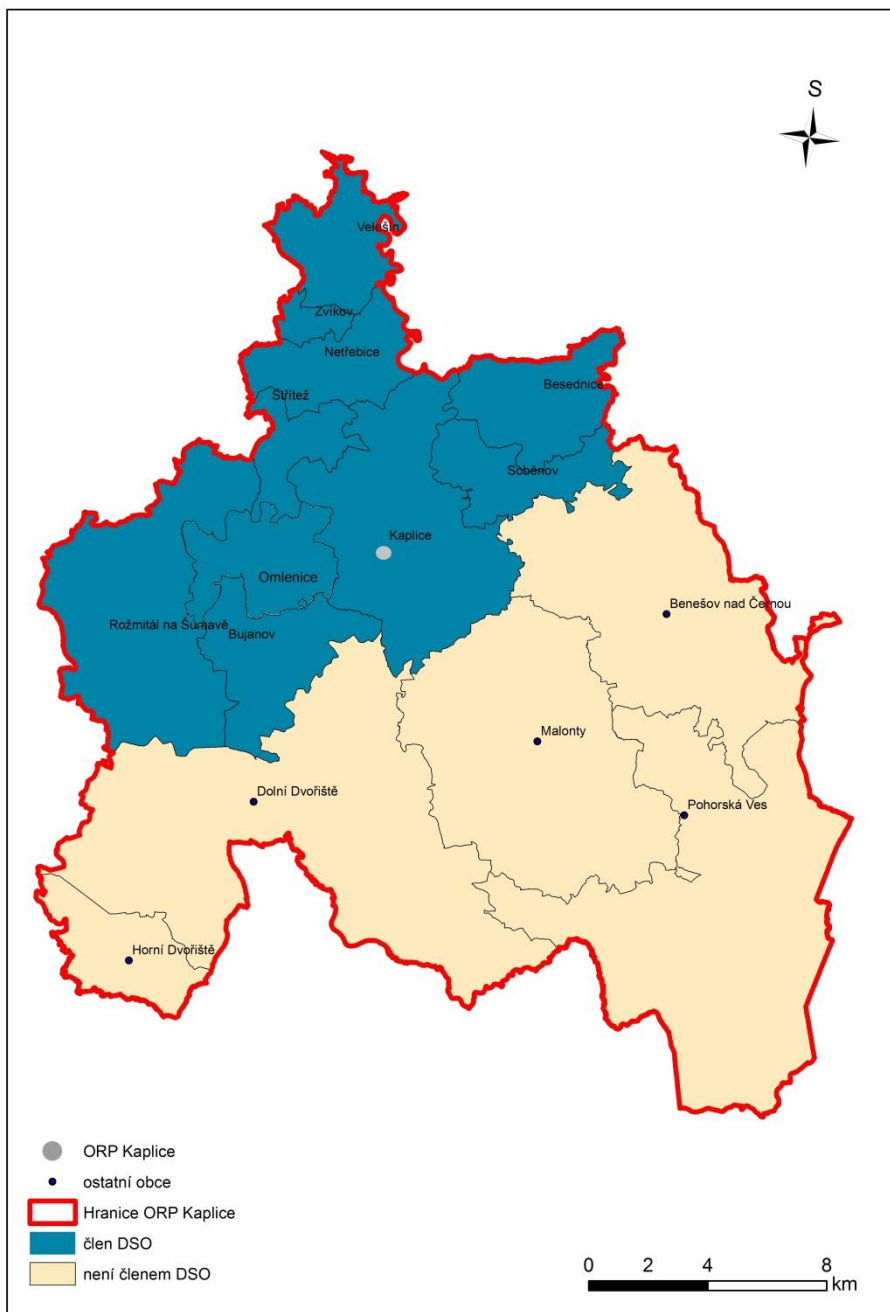 S
Velešín
Zvíkov
Netřebice
Střítež
Besednice
Soběnov
Kaplice
Omlenice
Benešov nad Černou
Rožmitál na Šumavě
Bujanov
Malonty
Dolní Dvořiště
Pohorská Ves
Horní Dvořiště
ORP Kaplice
ostatní obce
Hranice ORP Kaplice
člen DSO
není členem DSO
0 2 4 8
km